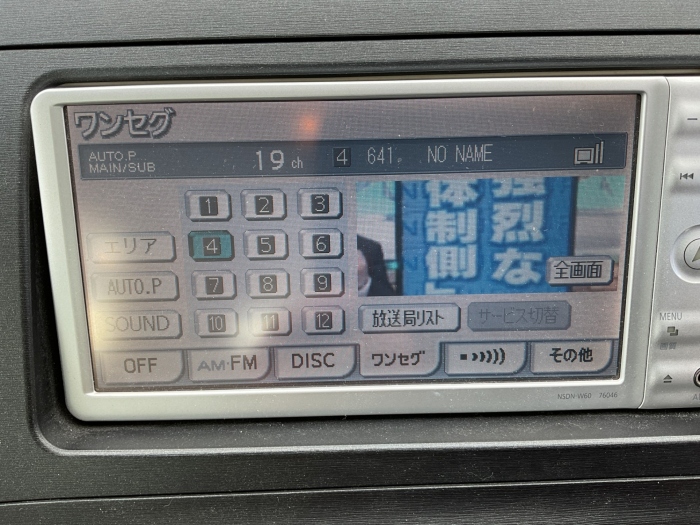 ワンセグ
AUTO.P
MAIN/SUB
19 ch 4 641. NO NAME
1 2 3
エリア 4 5 6
AUTO.P 7 8 9
SOUND 10 11 12
強烈な
体制側
全画面
放送局リスト サービス切替
OFF AM・FM DISC ワンセグ その他
MENU
NSDN-W60 76046